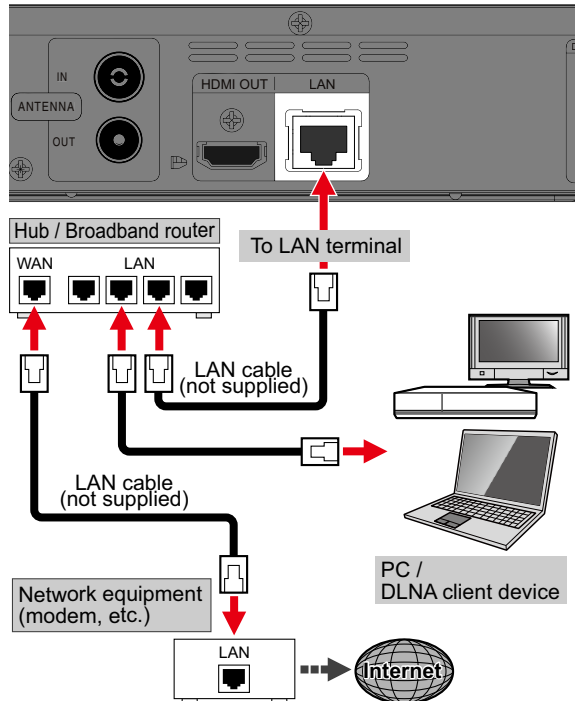 IN
HDMI OUT
LAN
ANTENNA
OUT
Hub / Broadband router
To LAN terminal
WAN
LAN
LAN cable
(not supplied)
LAN cable
(not supplied)
PC /
DLNA client device
Network equipment
(modem, etc.)
LAN
Internet